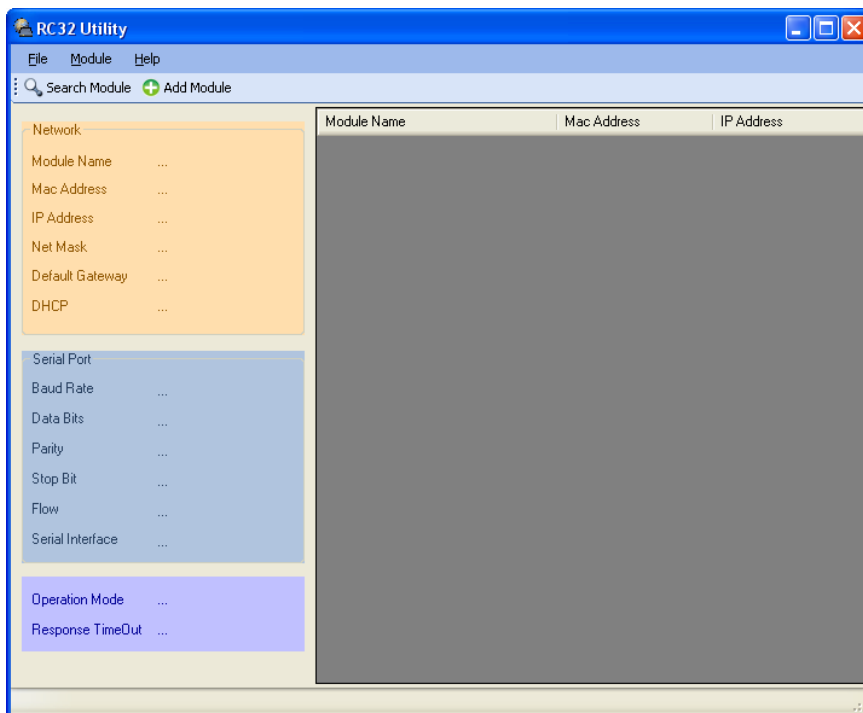 RC32 Utility
File Module Help
Search Module Add Module
Network
Module Name ...
Mac Address ...
IP Address ...
Net Mask ...
Default Gateway ...
DHCP ...
Serial Port
Baud Rate ...
Data Bits ...
Parity ...
Stop Bit ...
Flow ...
Serial Interface ...
Operation Mode ...
Response TimeOut ...
Module Name Mac Address IP Address